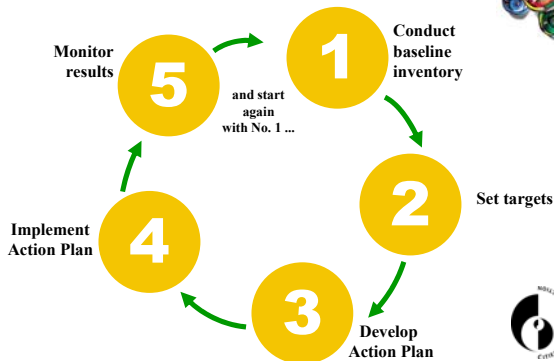 1
Conduct
baseline
inventory
2
Set targets
3
Develop
Action Plan
4
Implement
Action Plan
5
Monitor
results
and start
again
with No. 1 ...